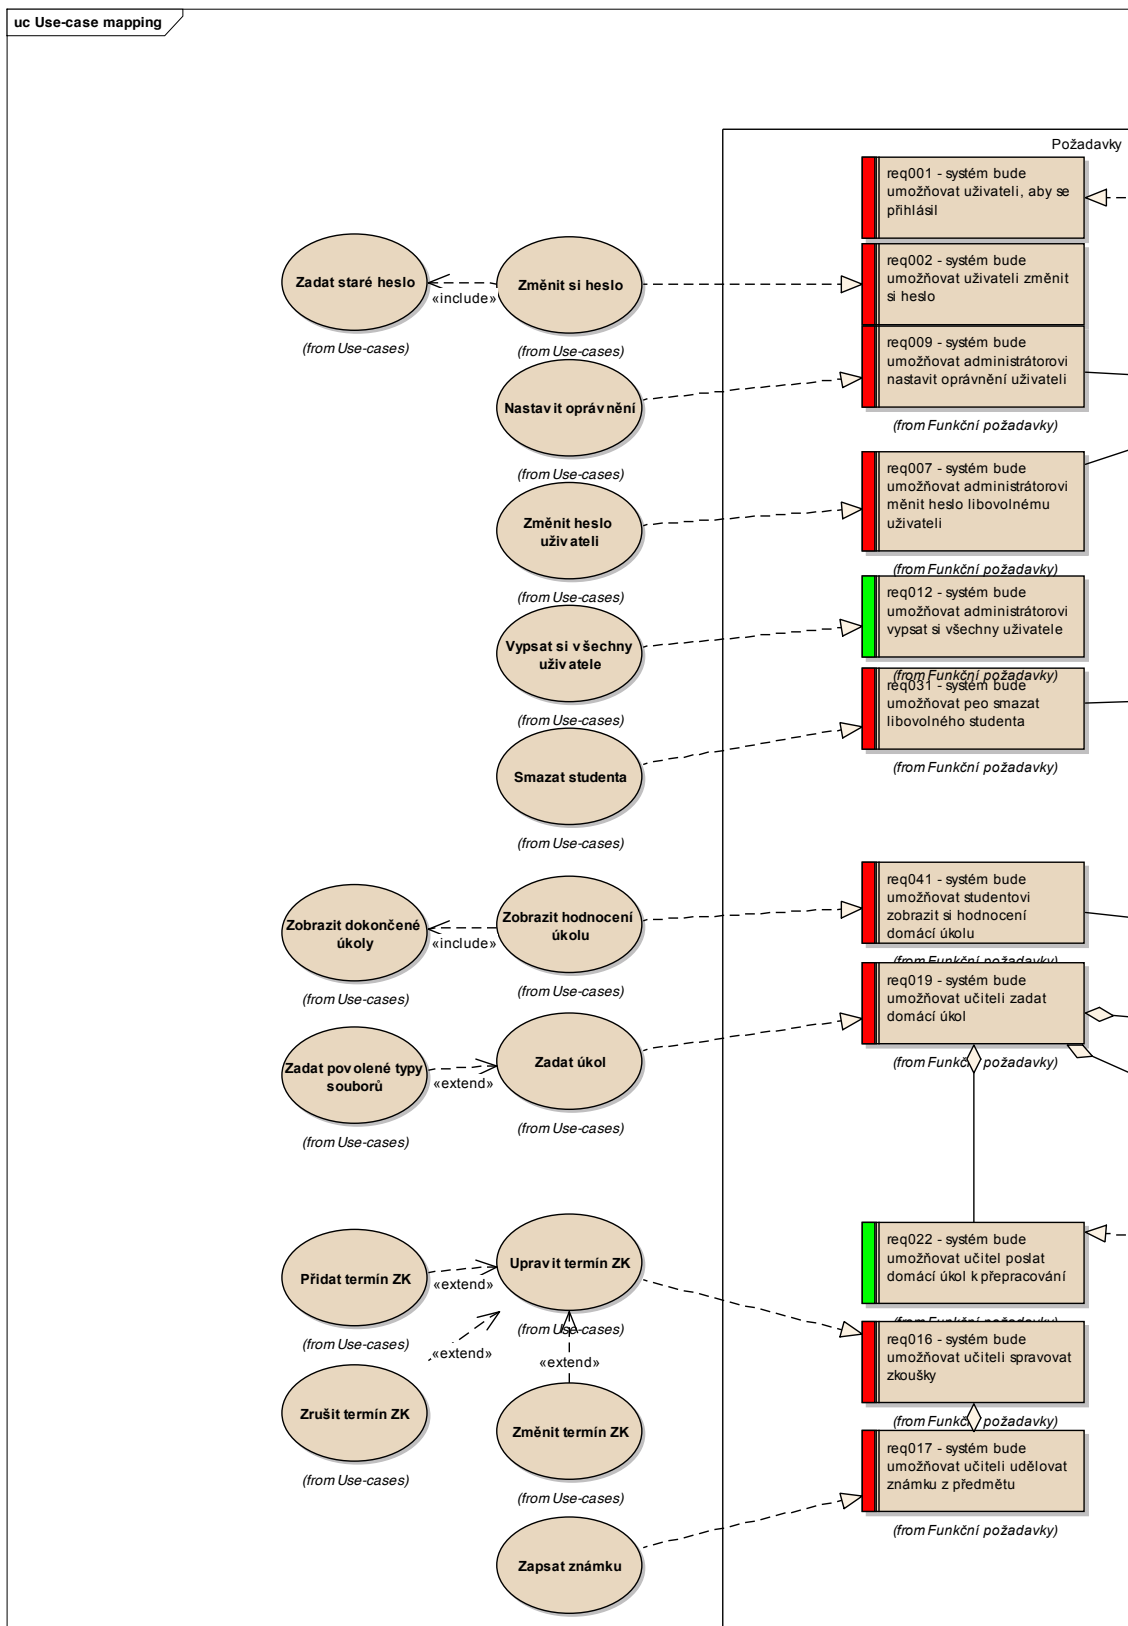 uc Use-case mapping
Požadavky
req001 - systém bude
umožňovat uživateli, aby se
přihlásil
req002 - systém bude
umožňovat uživateli změnit
si heslo
Zadat staré heslo
«include»
Změnit si heslo
(from Use-cases)
(from Use-cases)
req009 - systém bude
umožňovat administrátorovi
nastavit oprávnění uživateli
(from Funkční požadavky)
Nastavit oprávnění
(from Use-cases)
req007 - systém bude
umožňovat administrátorovi
měnit heslo libovolnému
uživateli
(from Funkční požadavky)
Změnit heslo
uživateli
(from Use-cases)
req012 - systém bude
umožňovat administrátorovi
vypsat si všechny uživatele
(from Funkční požadavky)
Vypsat si všechny
uživatele
(from Use-cases)
req031 - systém bude
umožňovat peo smazat
libovolného studenta
(from Funkční požadavky)
Smazat studenta
(from Use-cases)
req041 - systém bude
umožňovat studentovi
zobrazit si hodnocení
domácí úkolu
(from Funkční požadavky)
Zobrazit dokončené
úkoly
«include»
Zobrazit hodnocení
úkolu
(from Use-cases)
(from Use-cases)
req019 - systém bude
umožňovat učiteli zadat
domácí úkol
(from Funkční požadavky)
Zadat povolené typy
souborů
«extend»
Zadat úkol
(from Use-cases)
(from Use-cases)
req022 - systém bude
umožňovat učitel poslat
domácí úkol k přepracování
(from Funkční požadavky)
Přidat termín ZK
«extend»
Upravit termín ZK
(from Use-cases)
(from Use-cases)
req016 - systém bude
umožňovat učiteli spravovat
zkoušky
(from Funkční požadavky)
«extend»
«extend»
Zrušit termín ZK
(from Use-cases)
Změnit termín ZK
(from Use-cases)
req017 - systém bude
umožňovat učiteli udělovat
známku z předmětu
(from Funkční požadavky)
Zapsat známku